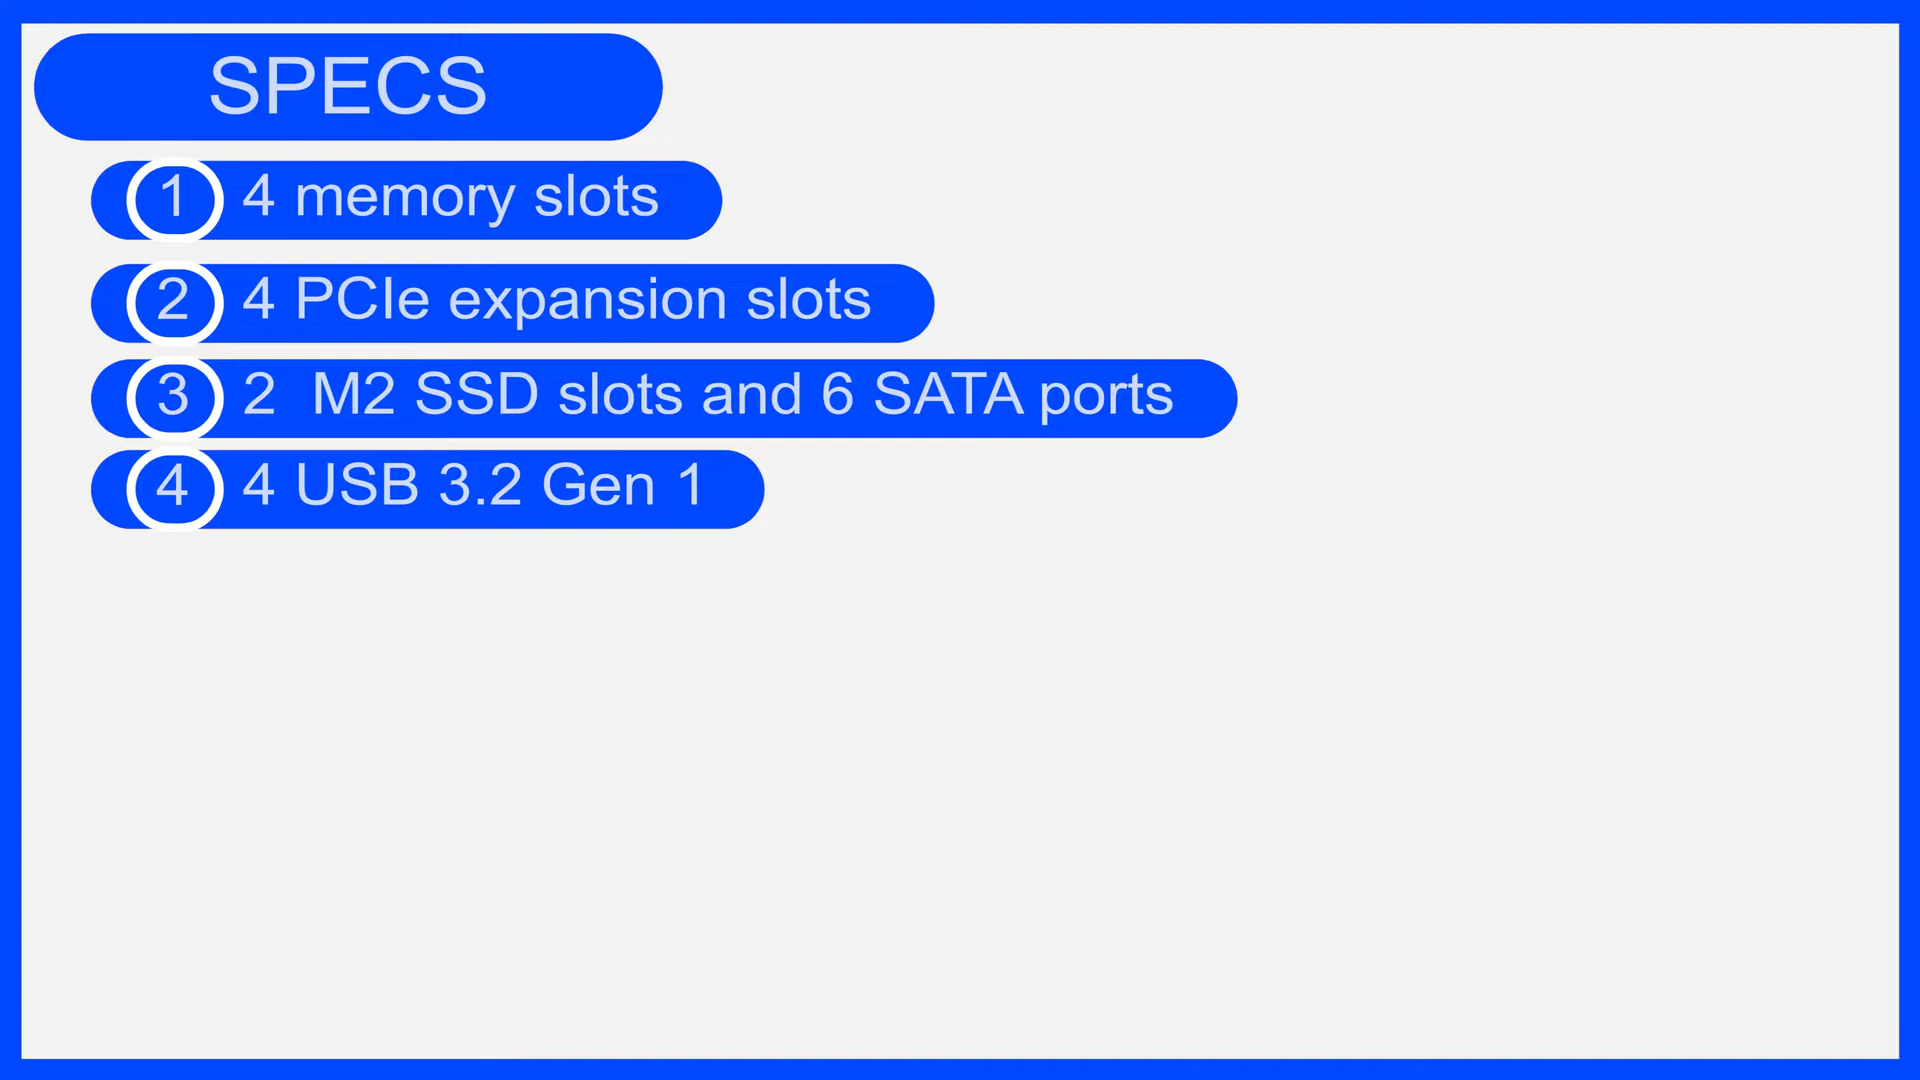 SPECS
1 4 memory slots
2 4 PCIe expansion slots
3 2  M2 SSD slots and 6 SATA ports
4 4 USB 3.2 Gen 1